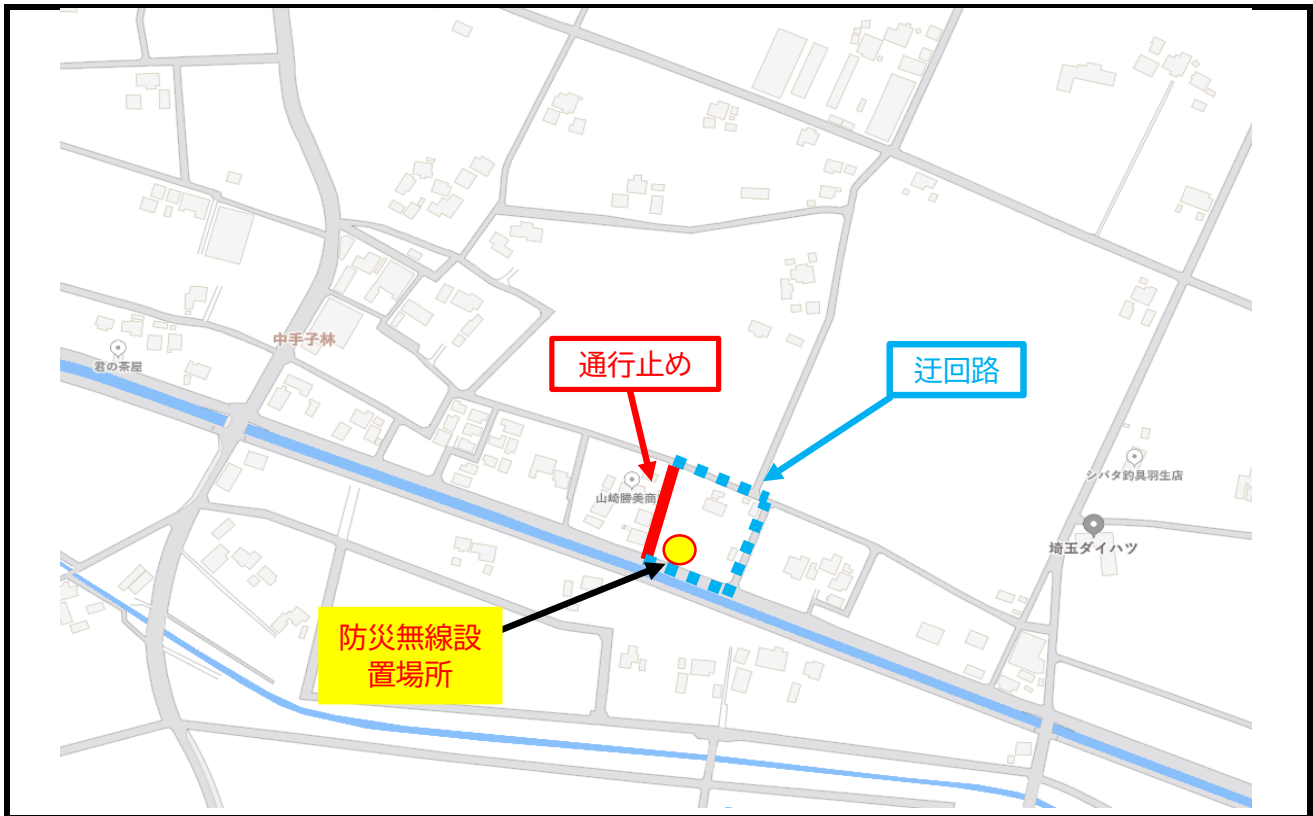 中手子林
君の茶屋
通行止め
迂回路
山崎勝美商
シバタ釣具羽生店
埼玉ダイハツ
防災無線設
置場所